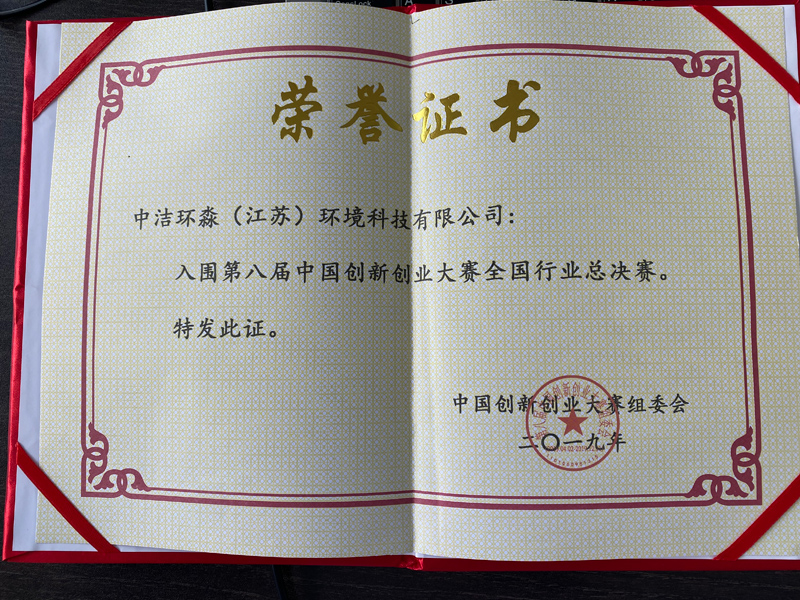 荣誉证书
中洁环淼（江苏）环境科技有限公司：
入围第八届中国创新创业大赛全国行业总决赛。
特发此证。
中国创新创业大赛组委会
二〇一九年